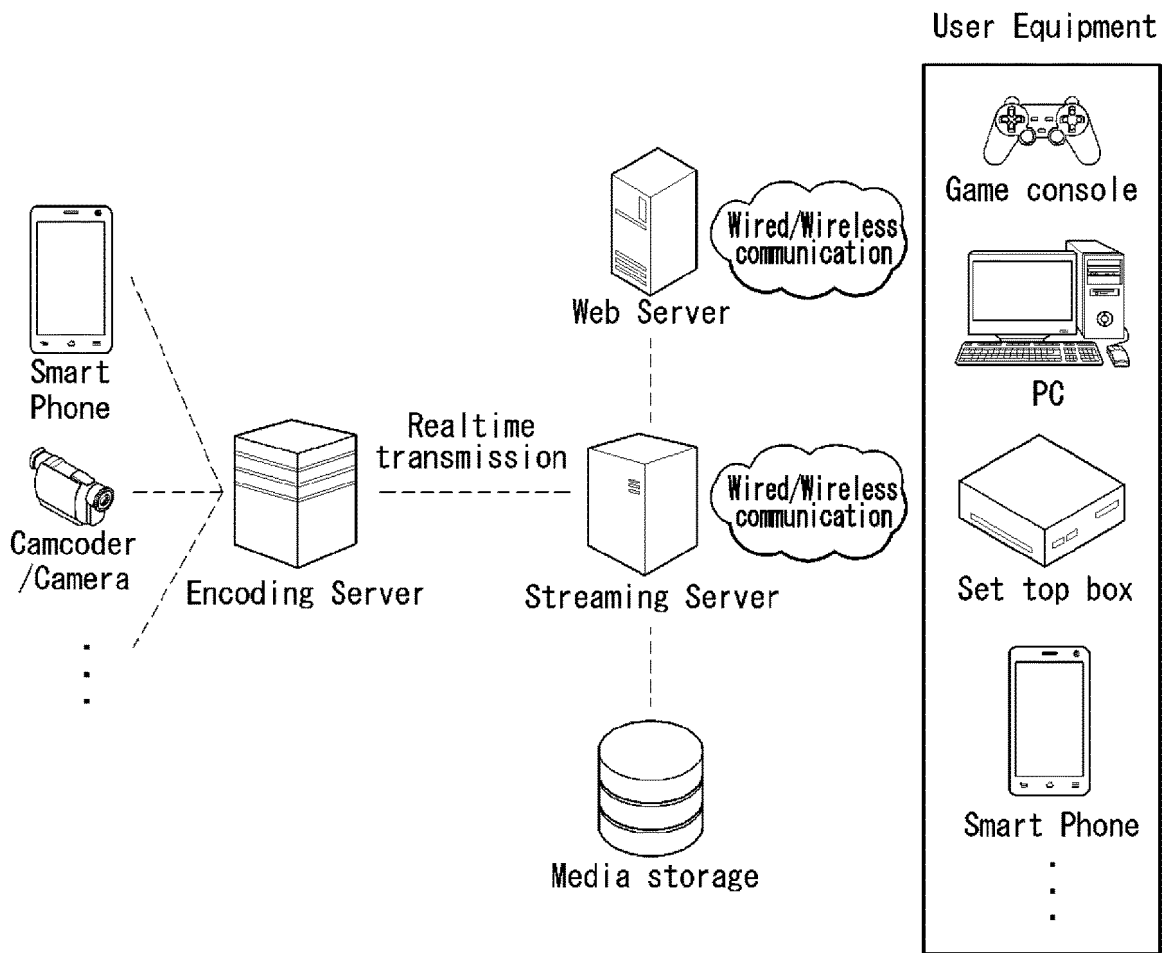 User Equipment
Game console
Wired/Wireless
communication
Web Server
PC
Smart
Phone
Realtime
transmission
Wired/Wireless
communication
Camcoder
/Camera
Encoding Server
Streaming Server
Set top box
Smart Phone
Media storage